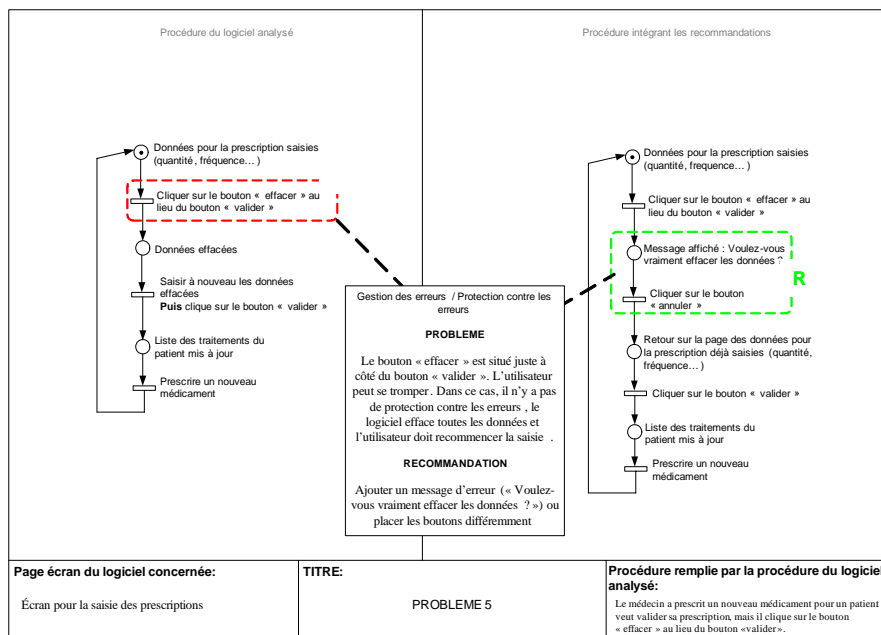 Procédure du logiciel analysé
Données pour la prescription saisies
(quantité, fréquence… )
Cliquer sur le bouton « effacer » au
lieu du bouton « valider »
Données effacées
Saisir à nouveau les données
effacées
Puis clique sur le bouton « valider »
Liste des traitements du
patient mis à jour
Prescrire un nouveau
médicament
Procédure intégrant les recommandations
Données pour la prescription saisies
(quantité, frequence… )
Cliquer sur le bouton « effacer » au
lieu du bouton « valider »
Message affiché : Voulez-vous
vraiment effacer les données ?
R
Cliquer sur le bouton
« annuler »
Retour sur la page des données pour
la prescription déjà saisies (quantité,
fréquence… )
Cliquer sur le bouton « valider »
Liste des traitements du
patient mis à jour
Prescrire un nouveau
médicament
Gestion des erreurs / Protection contre les
erreurs
PROBLEME
Le bouton « effacer » est situé juste à
côté du bouton « valider ». L’utilisateur
peut se tromper. Dans ce cas, il n’y a pas
de protection contre les erreurs , le
logiciel efface toutes les données et
l’utilisateur doit recommencer la saisie .
RECOMMANDATION
Ajouter un message d’erreur (« Voulez-
vous vraiment effacer les données ? ») ou
placer les boutons différemment
Page écran du logiciel concernée:
Écran pour la saisie des prescriptions
TITRE:
PROBLEME 5
Procédure remplie par la procédure du logiciel
analysé:
Le médecin a prescrit un nouveau médicament pour un patient
veut valider sa prescription, mais il clique sur le bouton
« effacer » au lieu du bouton «valider».